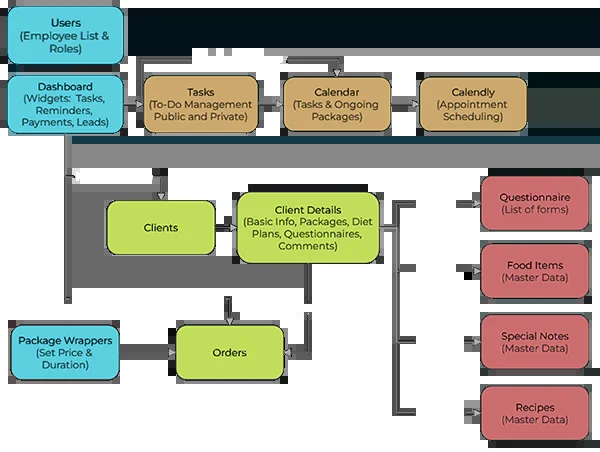 Users
(Employee List &
Roles)
Dashboard
(Widgets: Tasks,
Reminders,
Payments, Leads)
Tasks
(To-Do Management
Public and Private)
Calendar
(Tasks & Ongoing
Packages)
Calendly
(Appointment
Scheduling)
Clients
Client Details
(Basic Info, Packages, Diet
Plans, Questionnaires,
Comments)
Questionnaire
(List of forms)
Food Items
(Master Data)
Package Wrappers
(Set Price &
Duration)
Orders
Special Notes
(Master Data)
Recipes
(Master Data)